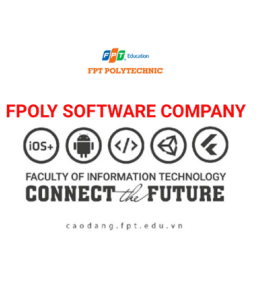 FPT Education
FPT POLYTECHNIC
FPOLY SOFTWARE COMPANY
iOS+ </>
FACULTY OF INFORMATION TECHNOLOGY
CONNECT the FUTURE
caodang.fpt.edu.vn